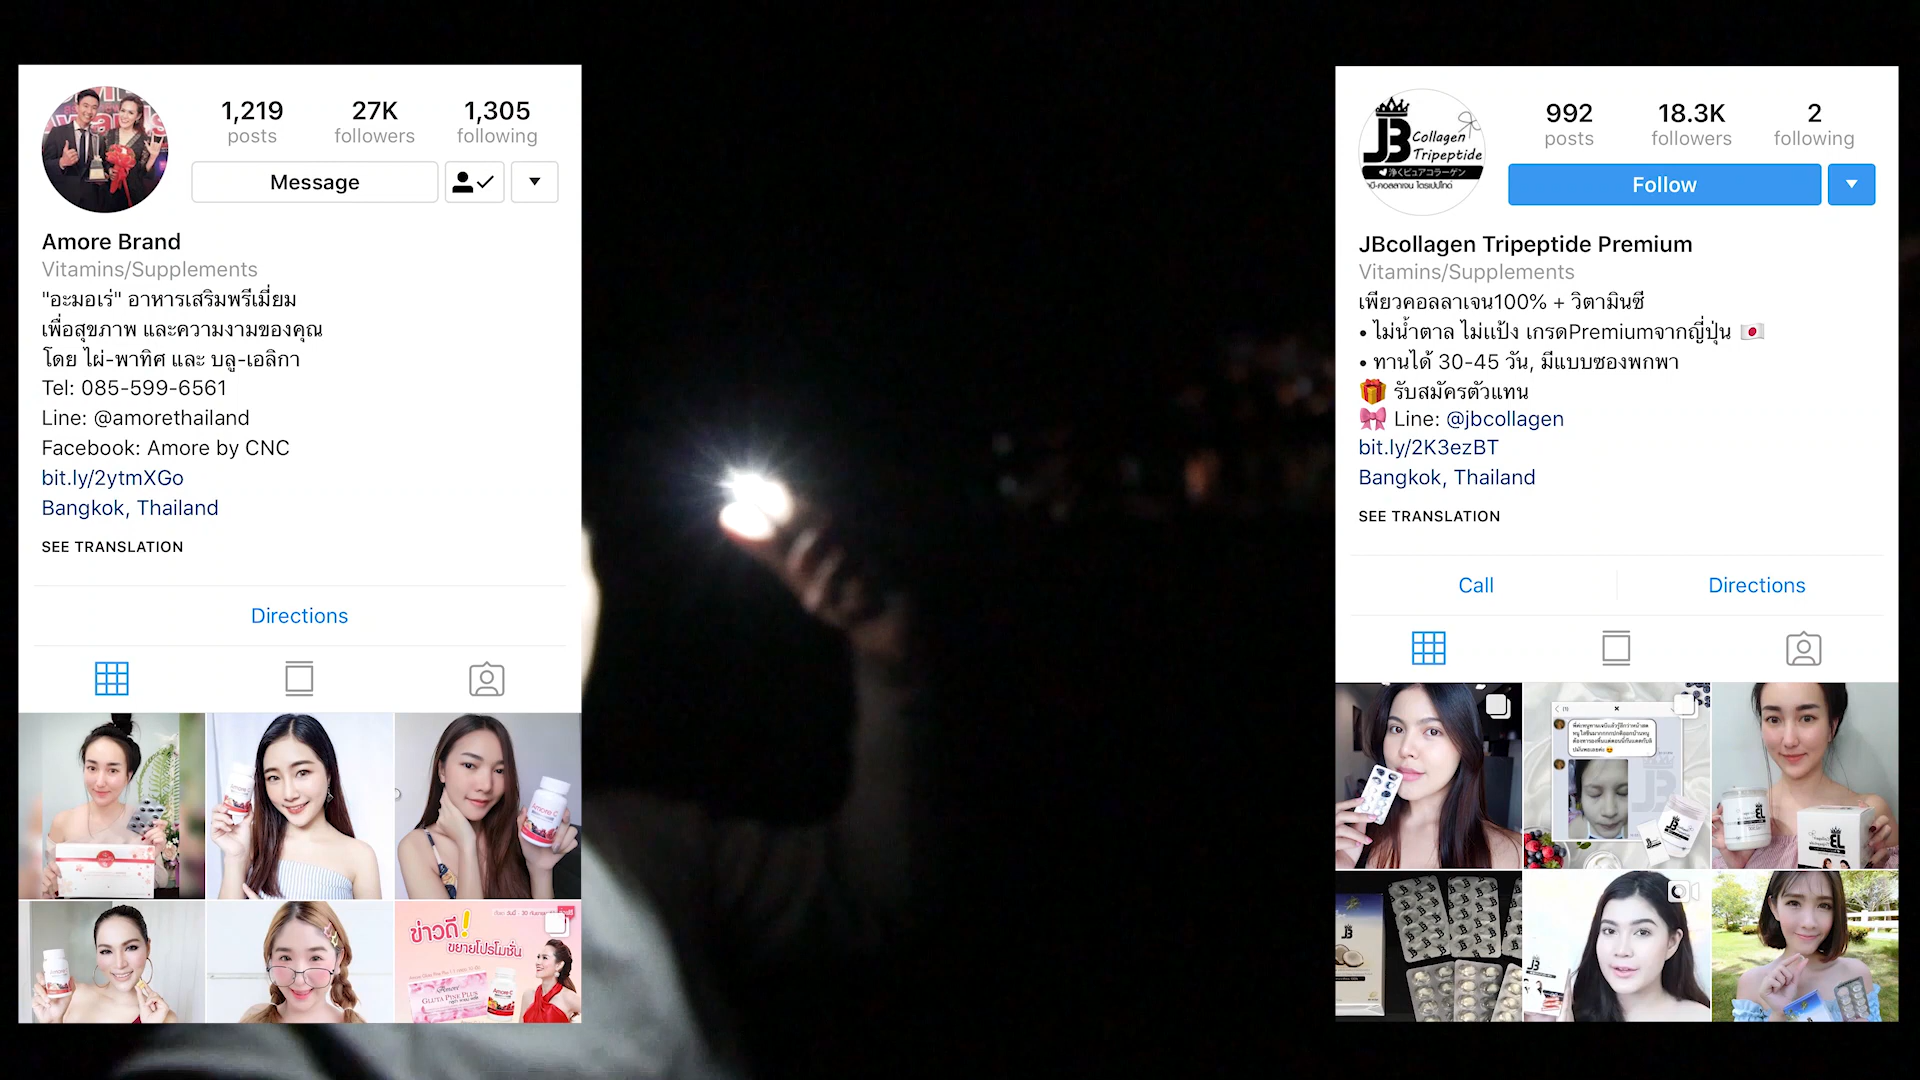 1,219
posts
27K
followers
1,305
following
Message
Amore Brand
Vitamins/Supplements
"อะมอเร่" อาหารเสริมพรีเมี่ยม
เพื่อสุขภาพ และความงามของคุณ
โดย ไผ่-พาทิศ และ บลู-เอลิกา
Tel: 085-599-6561
Line: @amorethailand
Facebook: Amore by CNC
bit.ly/2ytmXGo
Bangkok, Thailand
SEE TRANSLATION
Directions
Amore C
ข่าวดี!
ขยายโปรโมชั่น
Amore
GLUTA PINE PLUS
Amore C
JB Collagen
Tripeptide
992
posts
18.3K
followers
2
following
Follow
JBcollagen Tripeptide Premium
Vitamins/Supplements
เพียวคอลลาเจน100% + วิตามินซี
• ไม่น้ำตาล ไม่แป้ง เกรดPremiumจากญี่ปุ่น 🇯🇵
• ทานได้ 30-45 วัน, มีแบบซองพกพา
🎁 รับสมัครตัวแทน
🎀 Line: @jbcollagen
bit.ly/2K3ezBT
Bangkok, Thailand
SEE TRANSLATION
Call
Directions
JB
JB
JB